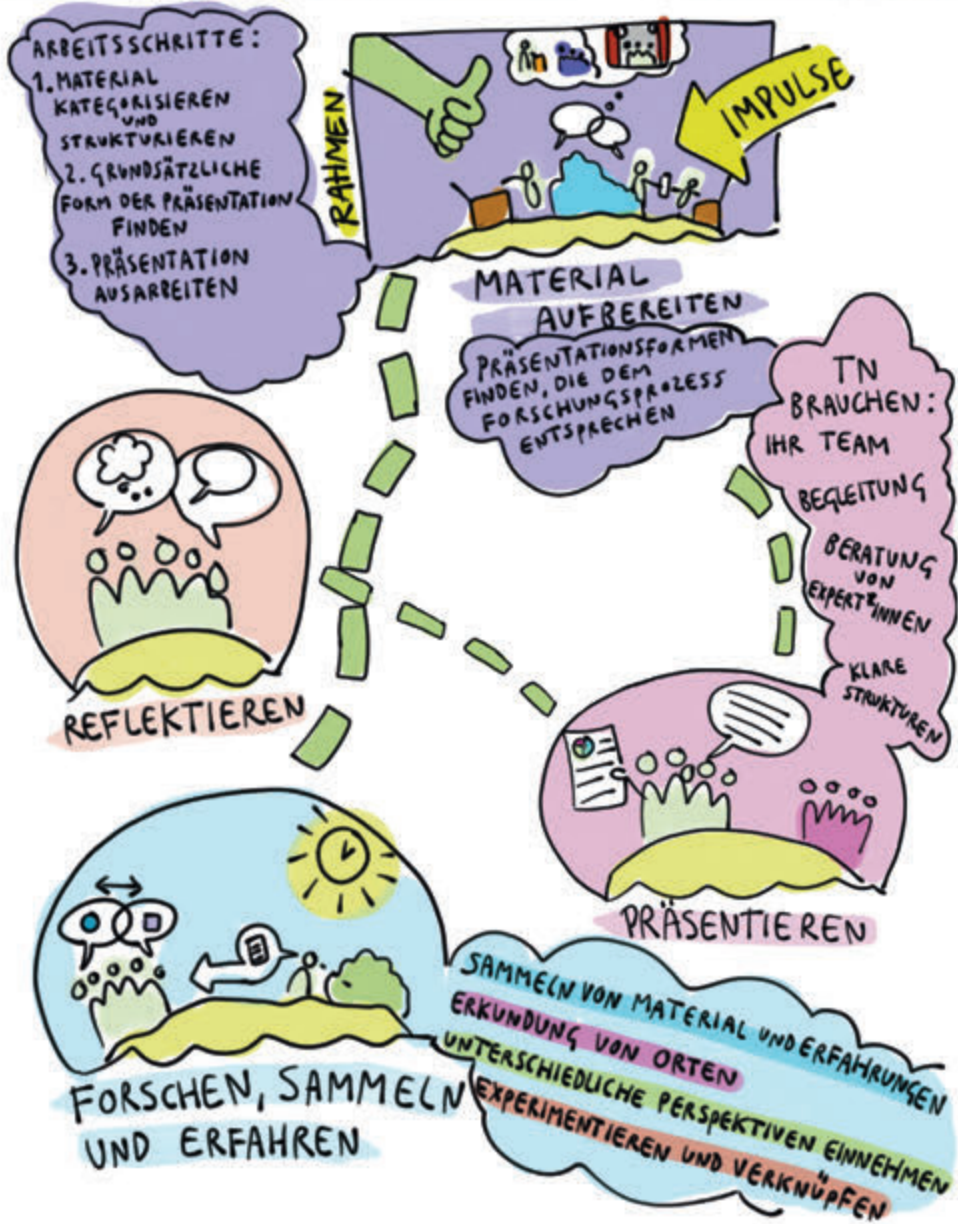 ARBEITSSCHRITTE:
1. MATERIAL
KATEGORISIEREN
UND
STRUKTURIEREN
2. GRUNDSÄTZLICHE
FORM DER PRÄSENTATION
FINDEN
3. PRÄSENTATION
AUSARBEITEN
RAHMEN
IMPULSE
MATERIAL
AUFBEREITEN
PRÄSENTATIONSFORMEN
FINDEN, DIE DEM
FORSCHUNGSPROZESS
ENTSPRECHEN
TN
BRAUCHEN:
IHR TEAM
BEGLEITUNG
BERATUNG
VON
EXPERT*INNEN
KLARE
STRUKTUREN
REFLEKTIEREN
PRÄSENTIEREN
FORSCHEN, SAMMELN
UND ERFAHREN
SAMMELN VON MATERIAL UND ERFAHRUNGEN
ERKUNDUNG VON ORTEN
UNTERSCHIEDLICHE PERSPEKTIVEN EINNEHMEN
EXPERIMENTIEREN UND VERKNÜPFEN